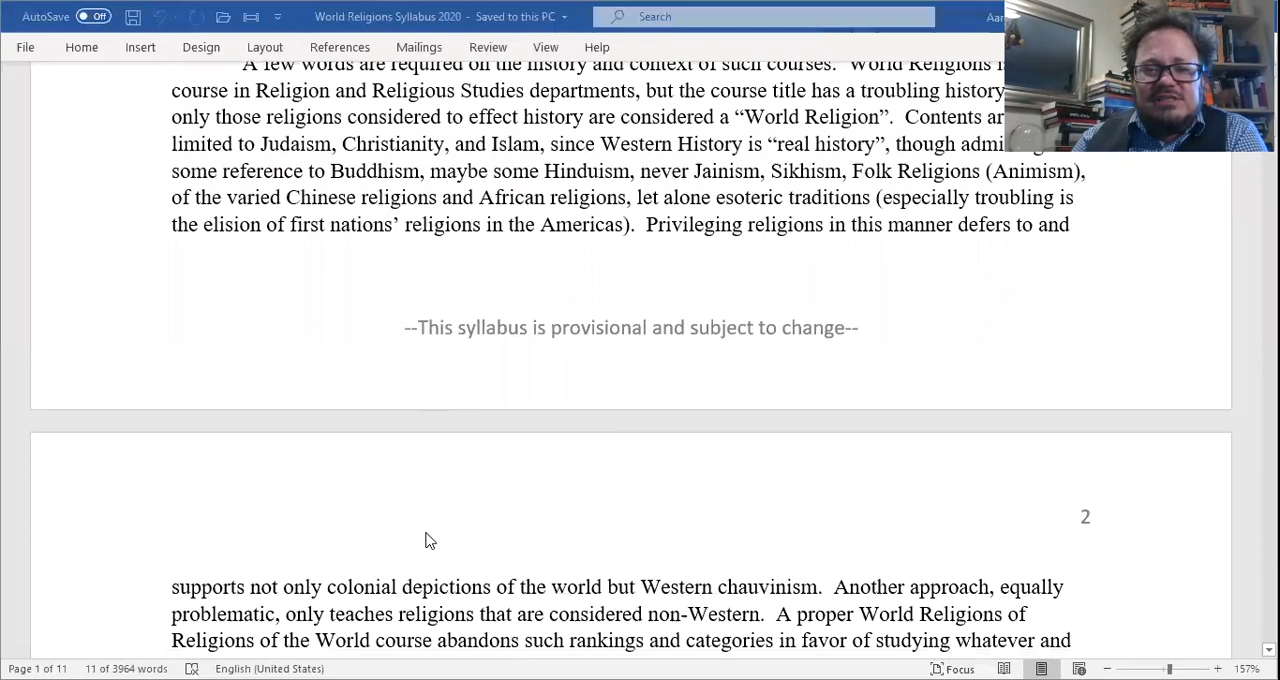 AutoSave Off World Religions Syllabus 2020 - Saved to this PC Search Aar
File Home Insert Design Layout References Mailings Review View Help
A few words are required on the history and context of such courses. World Religions
course in Religion and Religious Studies departments, but the course title has a troubling history
only those religions considered to effect history are considered a “World Religion”. Contents
limited to Judaism, Christianity, and Islam, since Western History is “real history”, though
some reference to Buddhism, maybe some Hinduism, never Jainism, Sikhism, Folk Religions (Animism),
of the varied Chinese religions and African religions, let alone esoteric traditions (especially troubling is
the elision of first nations’ religions in the Americas). Privileging religions in this manner defers to and
--This syllabus is provisional and subject to change--
2
supports not only colonial depictions of the world but Western chauvinism. Another approach, equally
problematic, only teaches religions that are considered non-Western. A proper World Religions of
Religions of the World course abandons such rankings and categories in favor of studying whatever and
Page 1 of 11 11 of 3964 words English (United States) Focus 157%